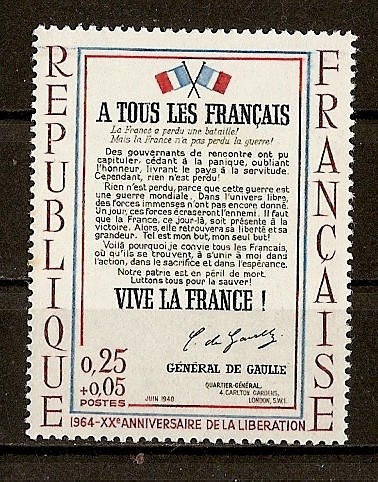 REPUBLIQUE
FRANÇAISE
A TOUS LES FRANÇAIS
La France a perdu une bataille!
Mais la France n'a pas perdu la guerre!
Des gouvernants de rencontre ont pu
capituler, cédant à la panique, oubliant
l'honneur, livrant le pays à la servitude.
Cependant, rien n'est perdu!
Rien n'est perdu, parce que cette guerre est
une guerre mondiale. Dans l'univers libre,
des forces immenses n'ont pas encore donné.
Un jour, ces forces écraseront l'ennemi. Il faut
que la France, ce jour-là, soit présente à la
victoire. Alors, elle retrouvera sa liberté et sa
grandeur. Tel est mon but, mon seul but!
Voilà pourquoi je convie tous les Français,
où qu'ils se trouvent, à s'unir à moi dans
l'action, dans le sacrifice et dans l'espérance.
Notre patrie est en péril de mort.
Luttons tous pour la sauver!
VIVE LA FRANCE !
C. de Gaulle
GÉNÉRAL DE GAULLE
0,25
+0,05
POSTES
JUIN 1940
QUARTIER-GÉNÉRAL,
4, CARLTON GARDENS,
LONDON, S.W.1.
1964-XXe ANNIVERSAIRE DE LA LIBERATION